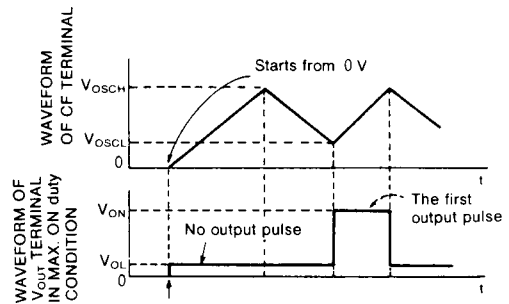 WAVEFORM
OF CF TERMINAL
Starts from 0 V
VOSCH
VOSCL
0
t
WAVEFORM OF
VOUT TERMINAL
IN MAX. ON duty
CONDITION
VON
The first
output pulse
No output pulse
VOL
0
t